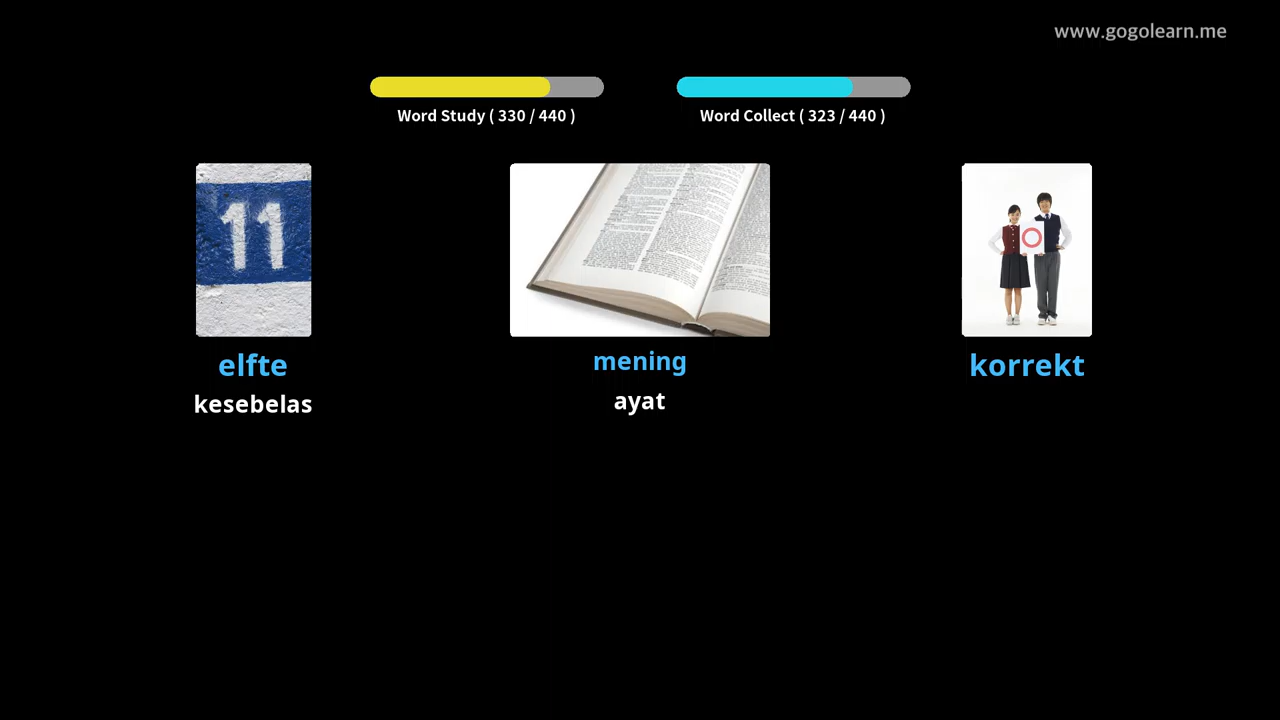 www.gogolearn.me
Word Study ( 330 / 440 )
Word Collect ( 323 / 440 )
11
elfte
kesebelas
mening
ayat
korrekt